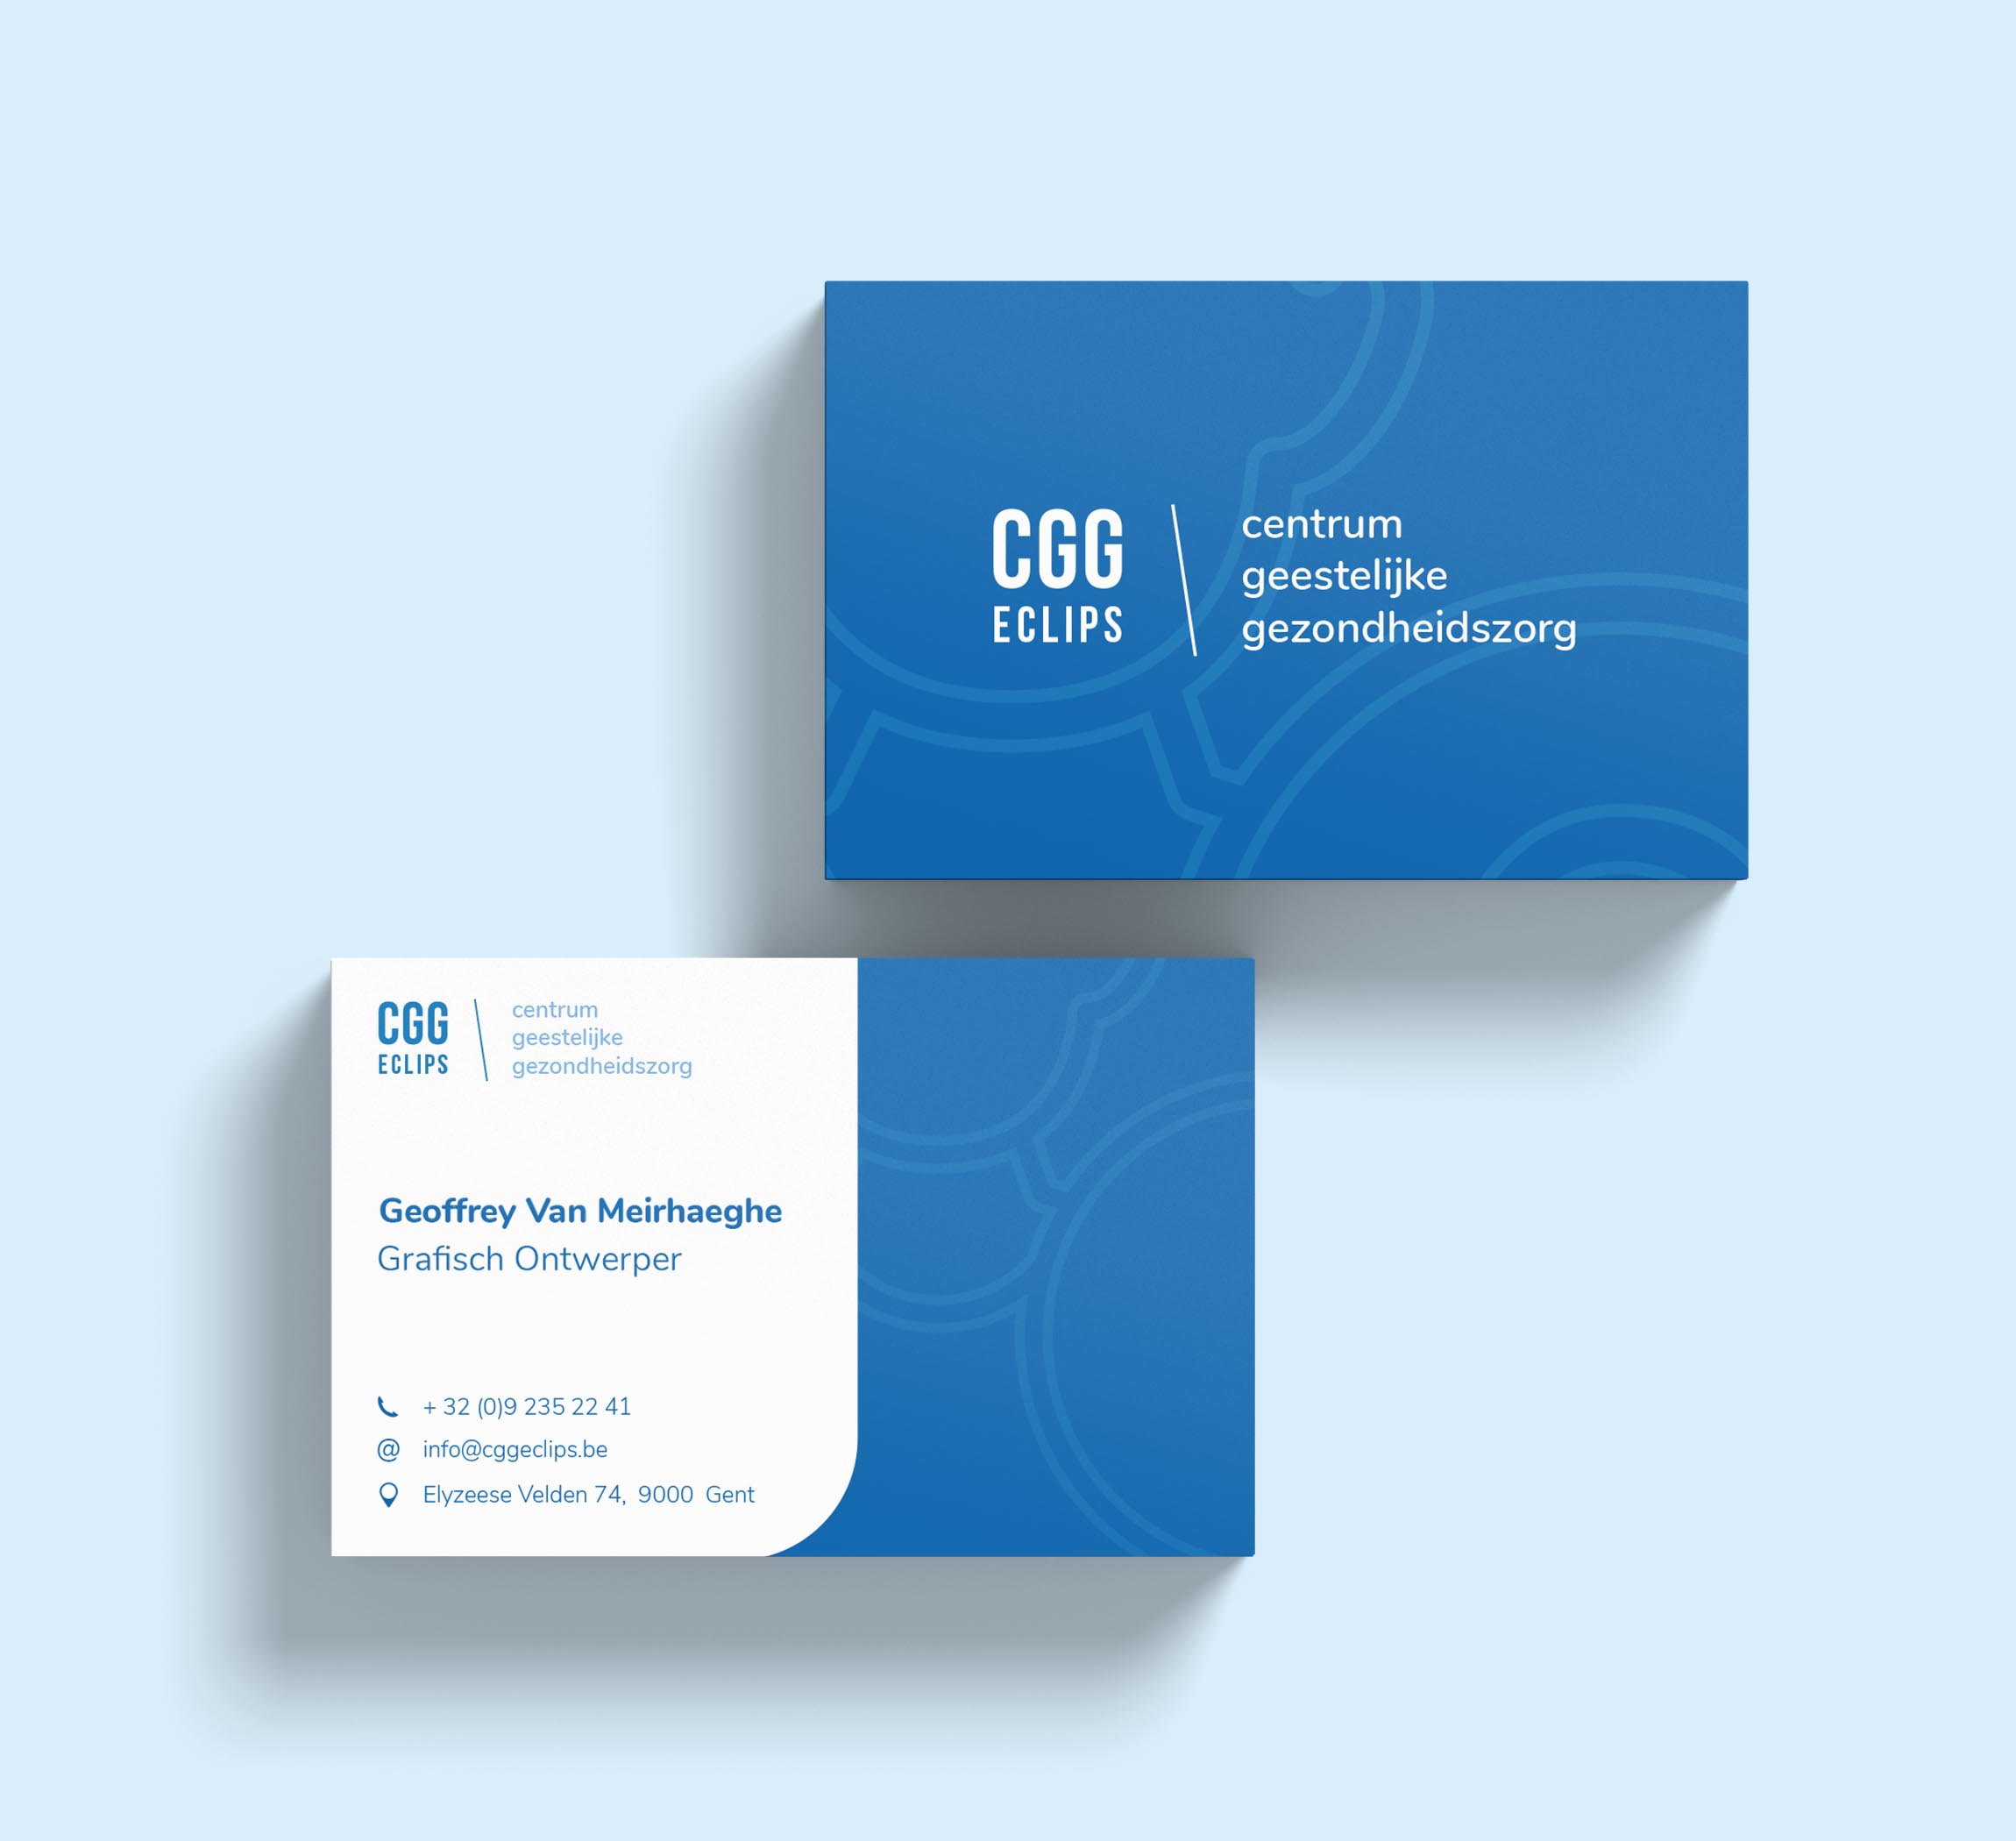 CGG
ECLIPS
centrum
geestelijke
gezondheidszorg
CGG
ECLIPS
centrum
geestelijke
gezondheidszorg
Geoffrey Van Meirhaeghe
Grafisch Ontwerper
+ 32 (0)9 235 22 41
@ info@cggeclips.be
Elyzeese Velden 74, 9000 Gent